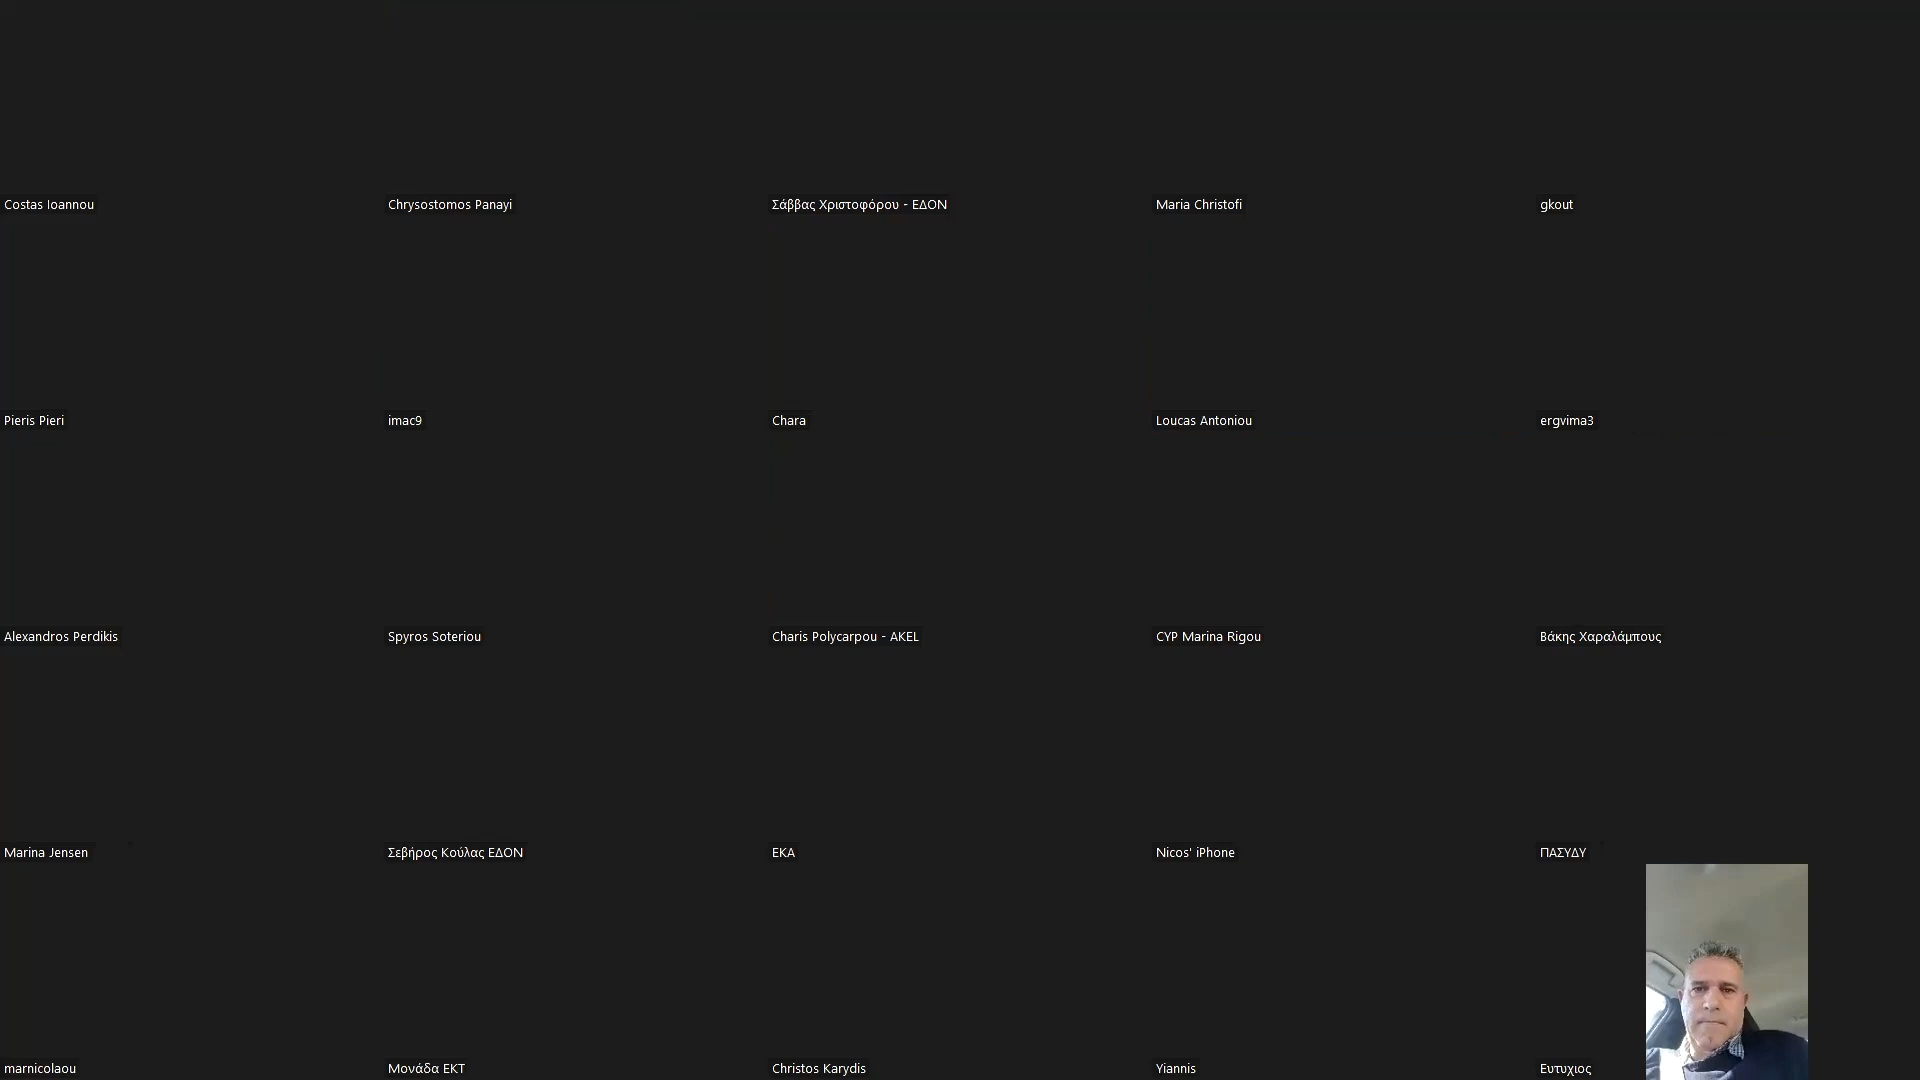 Costas Ioannou
Chrysostomos Panayi
Σάββας Χριστοφόρου - ΕΔΟΝ
Maria Christofi
gkout
Pieris Pieri
imac9
Chara
Loucas Antoniou
ergvima3
Alexandros Perdikis
Spyros Soteriou
Charis Polycarpou - AKEL
CYP Marina Rigou
Βάκης Χαραλάμπους
Marina Jensen
Σεβήρος Κούλας ΕΔΟΝ
EKA
Nicos' iPhone
ΠΑΣΥΔΥ
marnicolaou
Μονάδα ΕΚΤ
Christos Karydis
Yiannis
Ευτυχιος